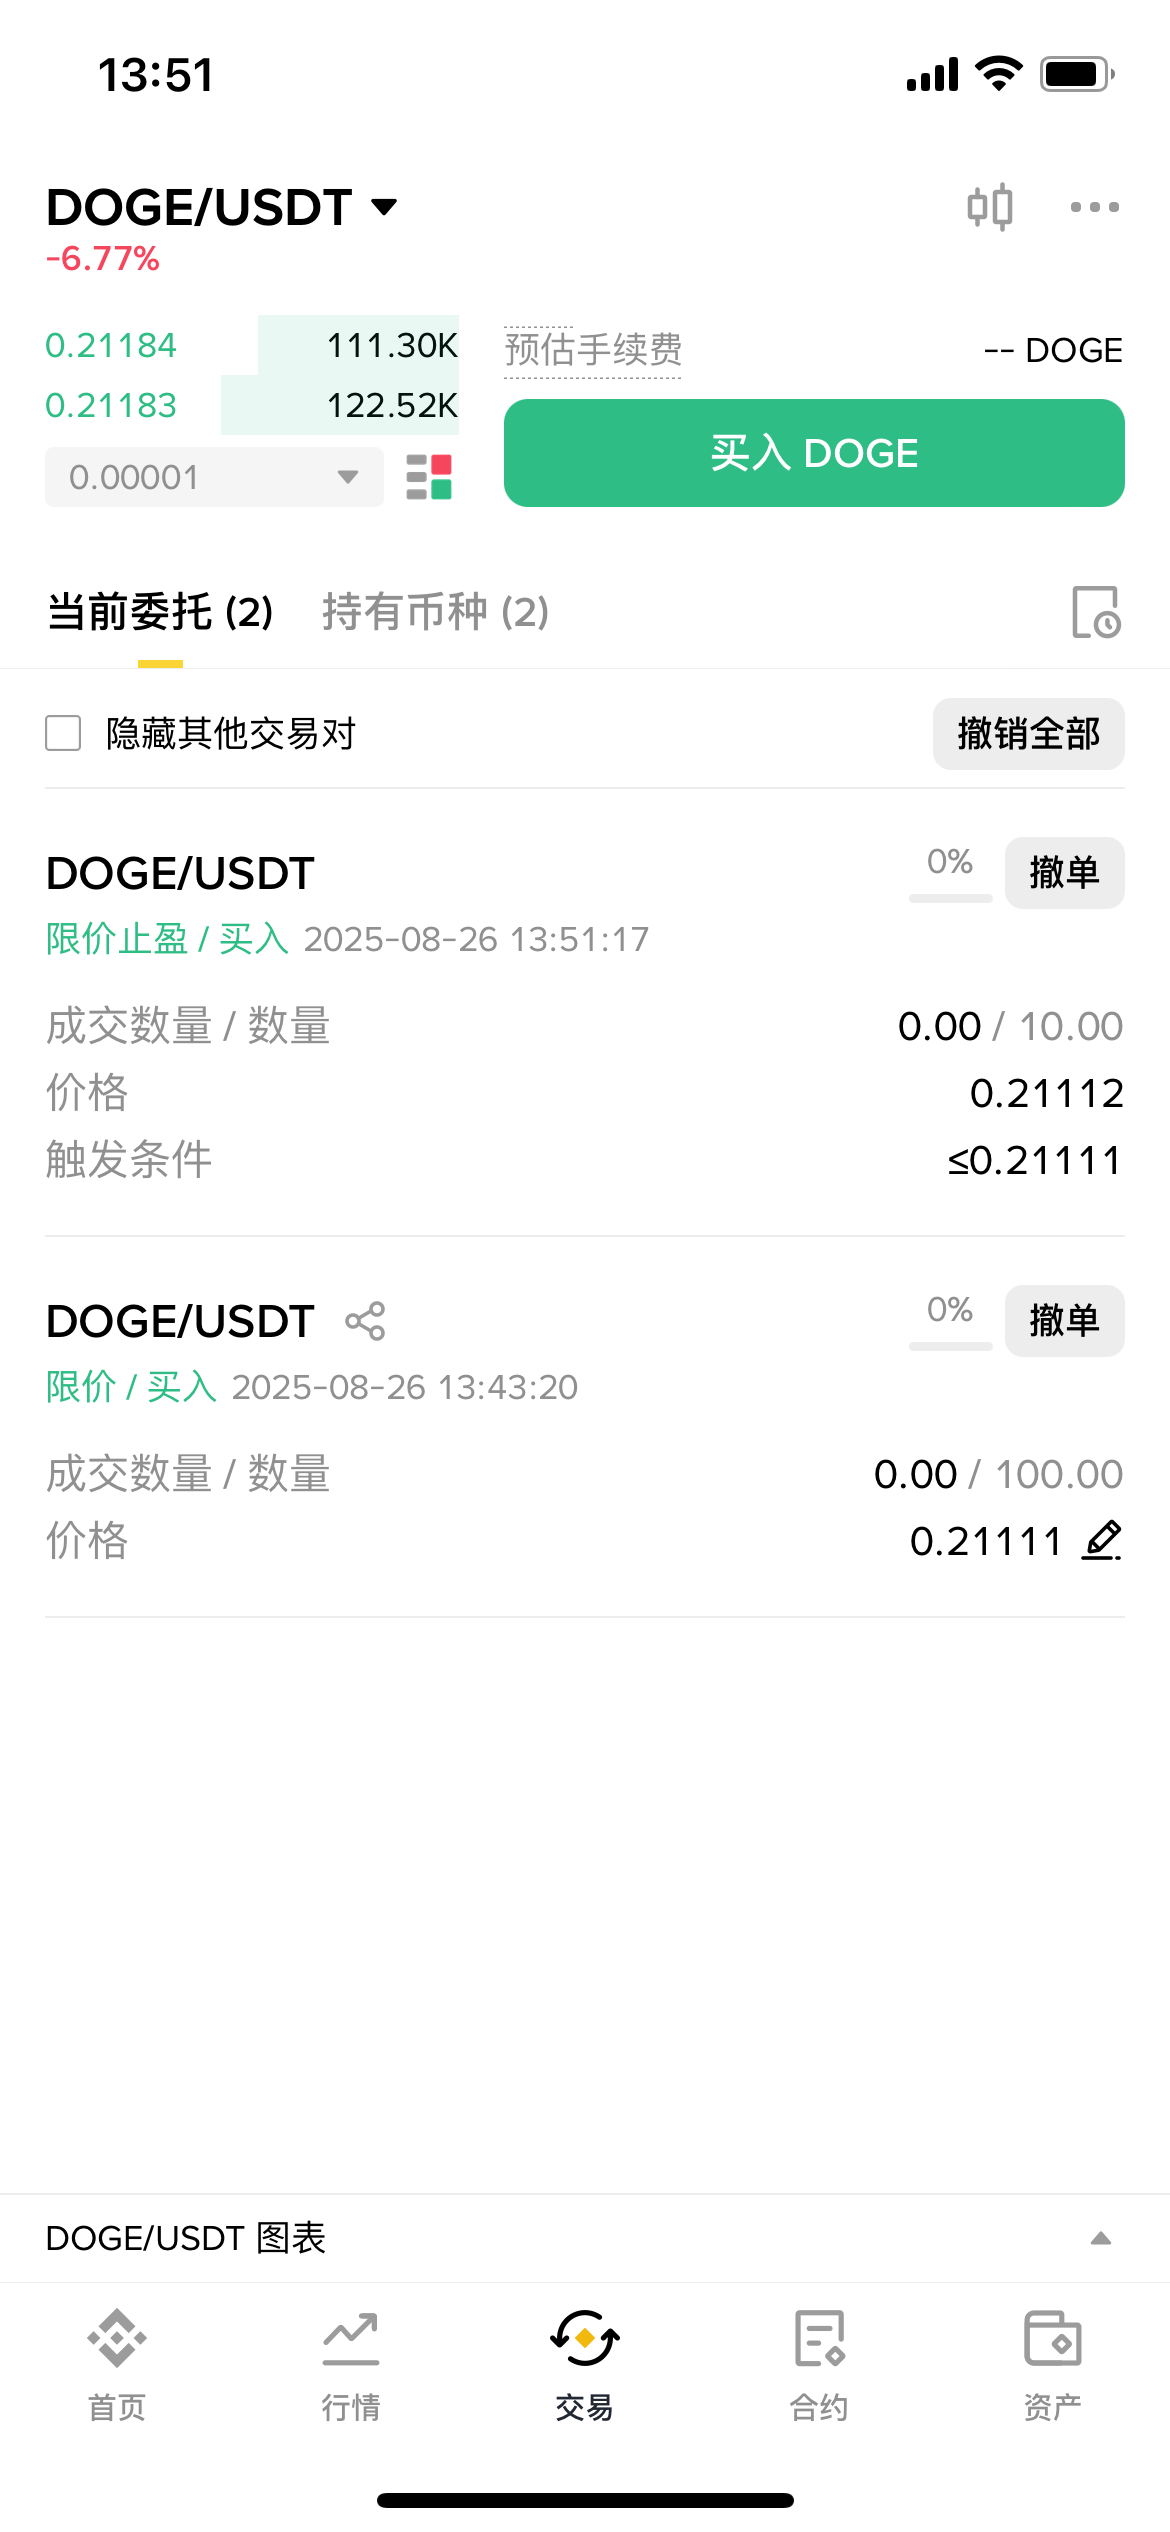 13:51
DOGE/USDT
-6.77%
0.21184 111.30K
0.21183 122.52K
0.00001
预估手续费 -- DOGE
买入 DOGE
当前委托 (2) 持有币种 (2)
隐藏其他交易对 撤销全部
DOGE/USDT 0% 撤单
限价止盈 / 买入 2025-08-26 13:51:17
成交数量 / 数量 0.00 / 10.00
价格 0.21112
触发条件 ≤0.21111
DOGE/USDT 0% 撤单
限价 / 买入 2025-08-26 13:43:20
成交数量 / 数量 0.00 / 100.00
价格 0.21111
DOGE/USDT 图表
首页 行情 交易 合约 资产